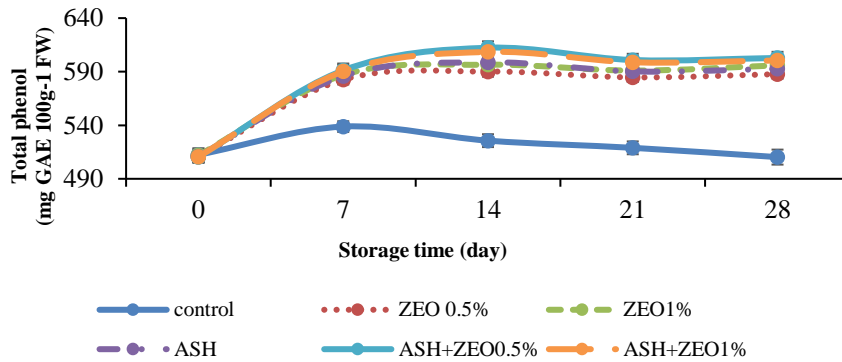 Total phenol
(mg GAE 100g-1 FW)
640
590
540
490
0 7 14 21 28
Storage time (day)
control ZEO 0.5% ZEO1%
ASH ASH+ZEO0.5% ASH+ZEO1%